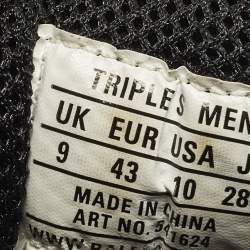 TRIPLE S MEN
UK EUR USA J
9 43 10 28
MADE IN CHINA
ART NO.